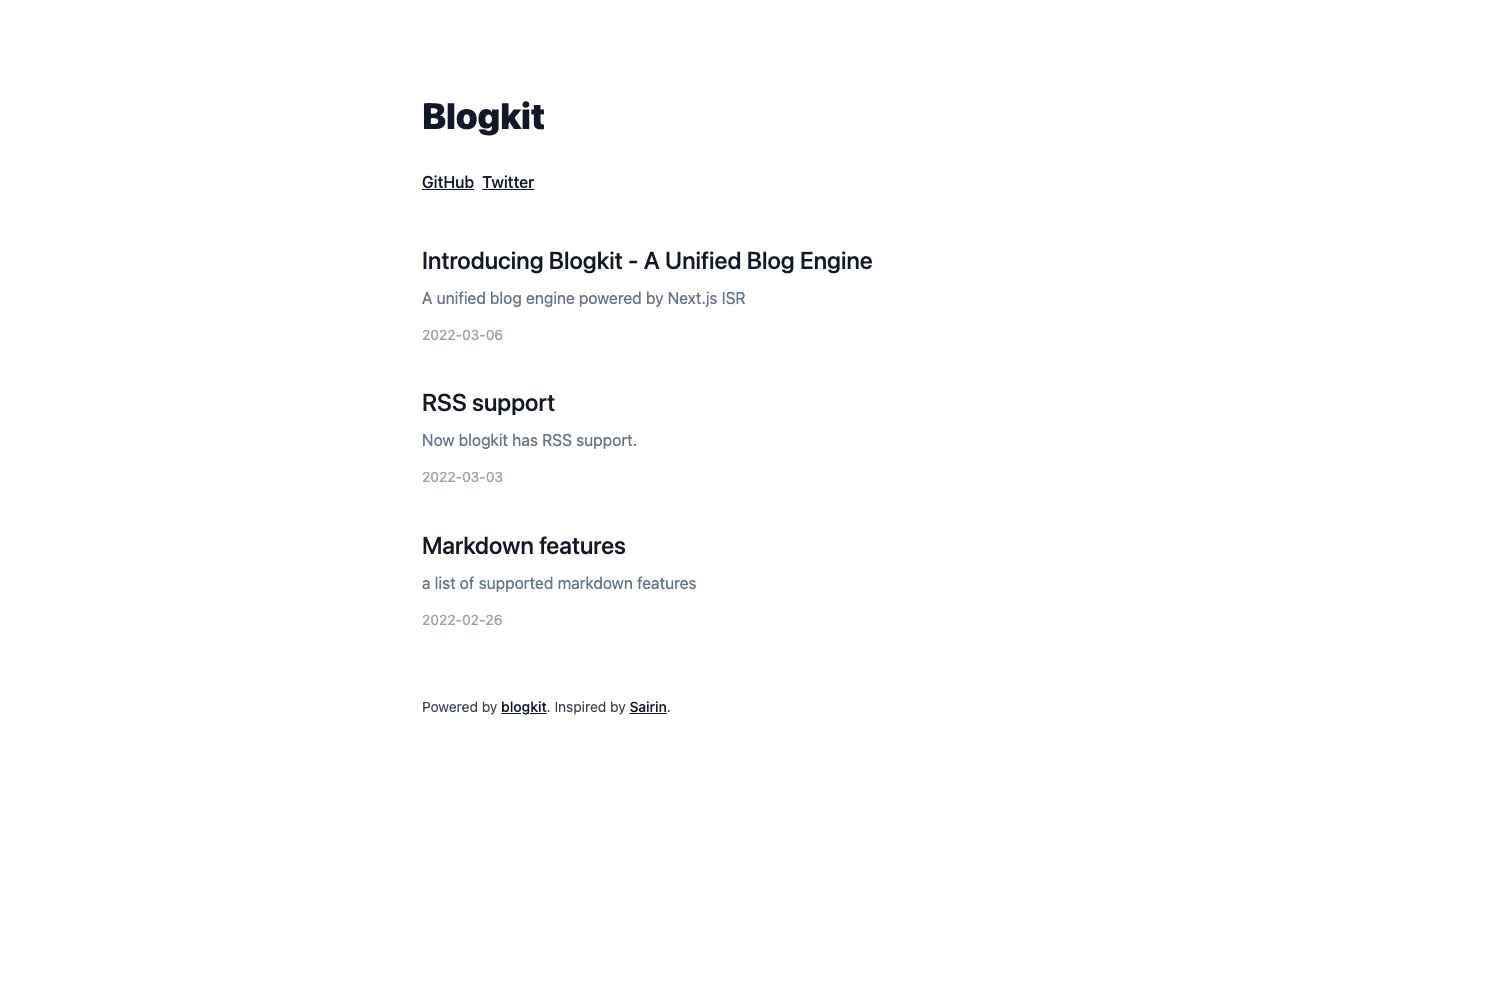 Blogkit
GitHub Twitter
Introducing Blogkit - A Unified Blog Engine
A unified blog engine powered by Next.js ISR
2022-03-06
RSS support
Now blogkit has RSS support.
2022-03-03
Markdown features
a list of supported markdown features
2022-02-26
Powered by blogkit. Inspired by Sairin.